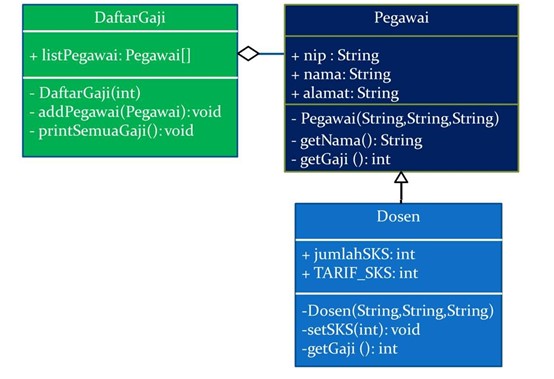 DaftarGaji
+ listPegawai: Pegawai[]
- DaftarGaji(int)
- addPegawai(Pegawai): void
- printSemuaGaji(): void
Pegawai
+ nip : String
+ nama: String
+ alamat: String
- Pegawai(String,String,String)
- getNama(): String
- getGaji (): int
Dosen
+ jumlahSKS: int
+ TARIF_SKS: int
-Dosen(String,String,String)
-setSKS(int): void
-getGaji (): int